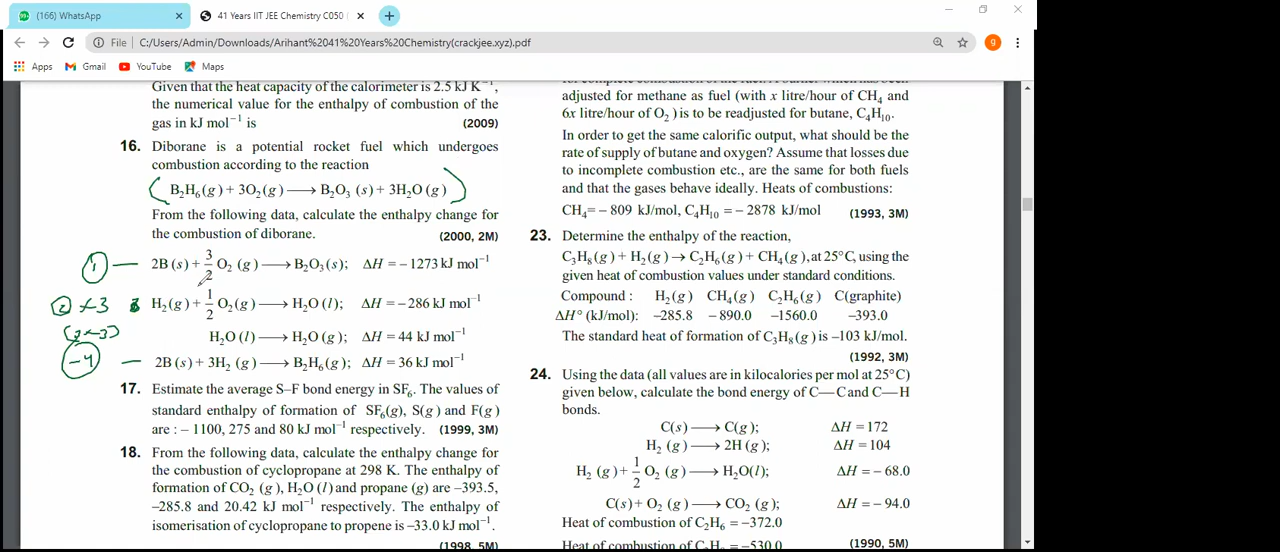 (166) WhatsApp
41 Years IIT JEE Chemistry C050
File C:/Users/Admin/Downloads/Arihant%2041%20Years%20Chemistry(crackjee.xyz).pdf
Apps Gmail YouTube Maps
Given that the heat capacity of the calorimeter is 2.5 kJ K⁻¹,
the numerical value for the enthalpy of combustion of the
gas in kJ mol⁻¹ is (2009)
16. Diborane is a potential rocket fuel which undergoes
combustion according to the reaction
B₂H₆(g) + 3O₂(g) ⟶ B₂O₃ (s) + 3H₂O (g)
From the following data, calculate the enthalpy change for
the combustion of diborane. (2000, 2M)
① — 2B (s) + 3/2 O₂ (g) ⟶ B₂O₃(s); ΔH = − 1273 kJ mol⁻¹
② ×3 H₂(g) + 1/2 O₂(g) ⟶ H₂O (l); ΔH = − 286 kJ mol⁻¹
H₂O (l) ⟶ H₂O (g); ΔH = 44 kJ mol⁻¹
−4 — 2B (s) + 3H₂ (g) ⟶ B₂H₆(g); ΔH = 36 kJ mol⁻¹
17. Estimate the average S–F bond energy in SF₆. The values of
standard enthalpy of formation of SF₆(g), S(g) and F(g)
are : − 1100, 275 and 80 kJ mol⁻¹ respectively. (1999, 3M)
18. From the following data, calculate the enthalpy change for
the combustion of cyclopropane at 298 K. The enthalpy of
formation of CO₂ (g), H₂O (l) and propane (g) are −393.5,
−285.8 and 20.42 kJ mol⁻¹ respectively. The enthalpy of
isomerisation of cyclopropane to propene is −33.0 kJ mol⁻¹.
(1998, 5M)
adjusted for methane as fuel (with x litre/hour of CH₄ and
6x litre/hour of O₂ ) is to be readjusted for butane, C₄H₁₀.
In order to get the same calorific output, what should be the
rate of supply of butane and oxygen? Assume that losses due
to incomplete combustion etc., are the same for both fuels
and that the gases behave ideally. Heats of combustions:
CH₄= − 809 kJ/mol, C₄H₁₀ = − 2878 kJ/mol (1993, 3M)
23. Determine the enthalpy of the reaction,
C₃H₈(g) + H₂(g) → C₂H₆(g) + CH₄(g), at 25°C, using the
given heat of combustion values under standard conditions.
Compound : H₂(g) CH₄(g) C₂H₆(g) C(graphite)
ΔH° (kJ/mol): −285.8 − 890.0 −1560.0 −393.0
The standard heat of formation of C₃H₈(g) is −103 kJ/mol.
(1992, 3M)
24. Using the data (all values are in kilocalories per mol at 25°C)
given below, calculate the bond energy of C—C and C—H
bonds.
C(s) ⟶ C(g); ΔH = 172
H₂ (g) ⟶ 2H (g); ΔH = 104
H₂ (g) + 1/2 O₂ (g) ⟶ H₂O(l); ΔH = − 68.0
C(s)+ O₂ (g) ⟶ CO₂ (g); ΔH = − 94.0
Heat of combustion of C₂H₆ = −372.0
Heat of combustion of = −530.0 (1990, 5M)